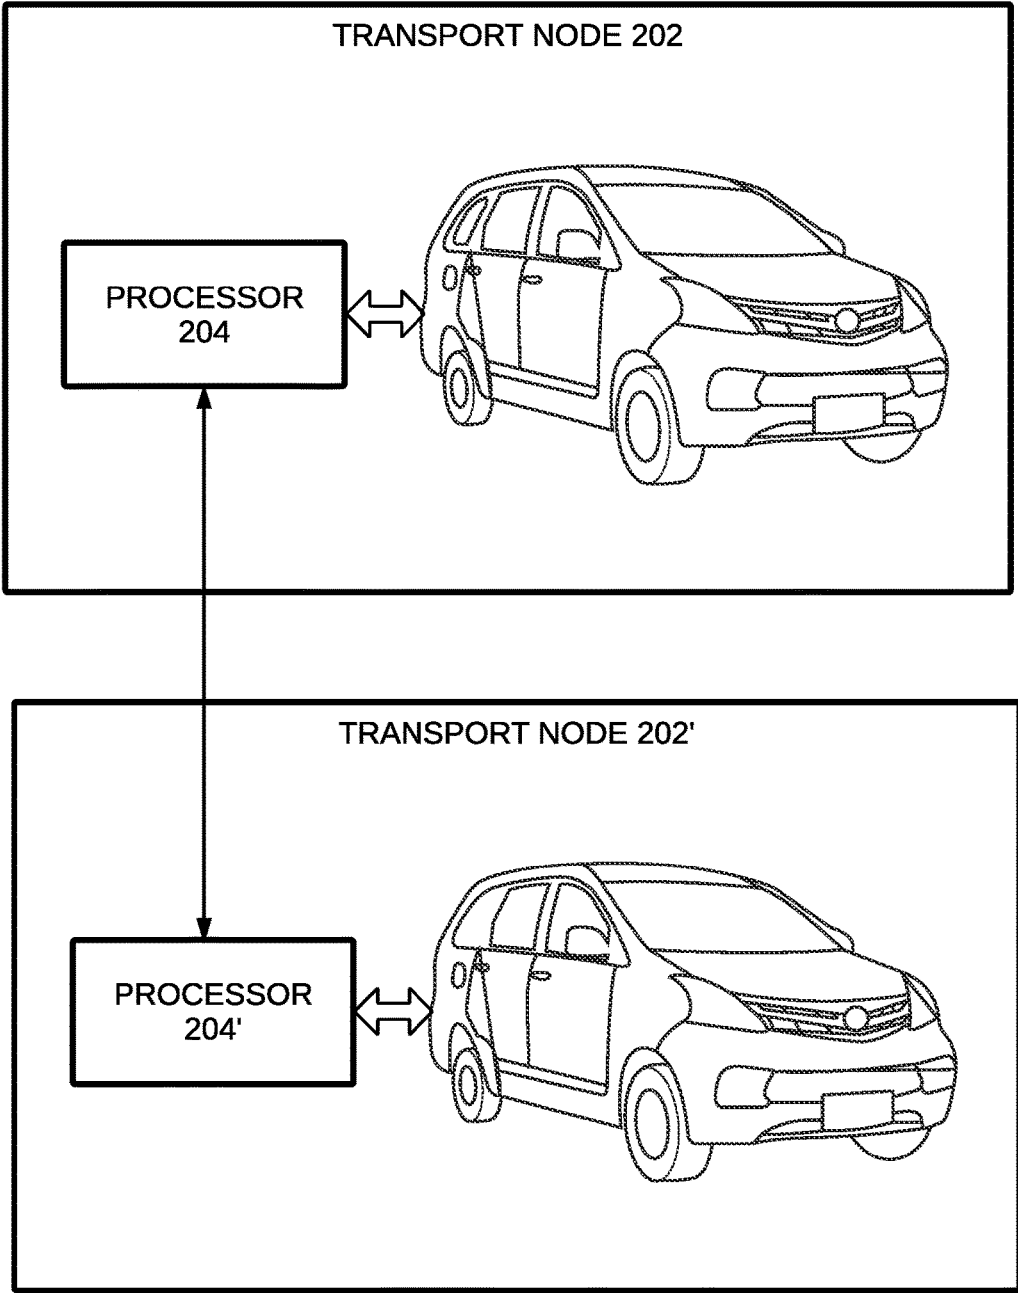 TRANSPORT NODE 202
PROCESSOR
204
TRANSPORT NODE 202'
PROCESSOR
204'